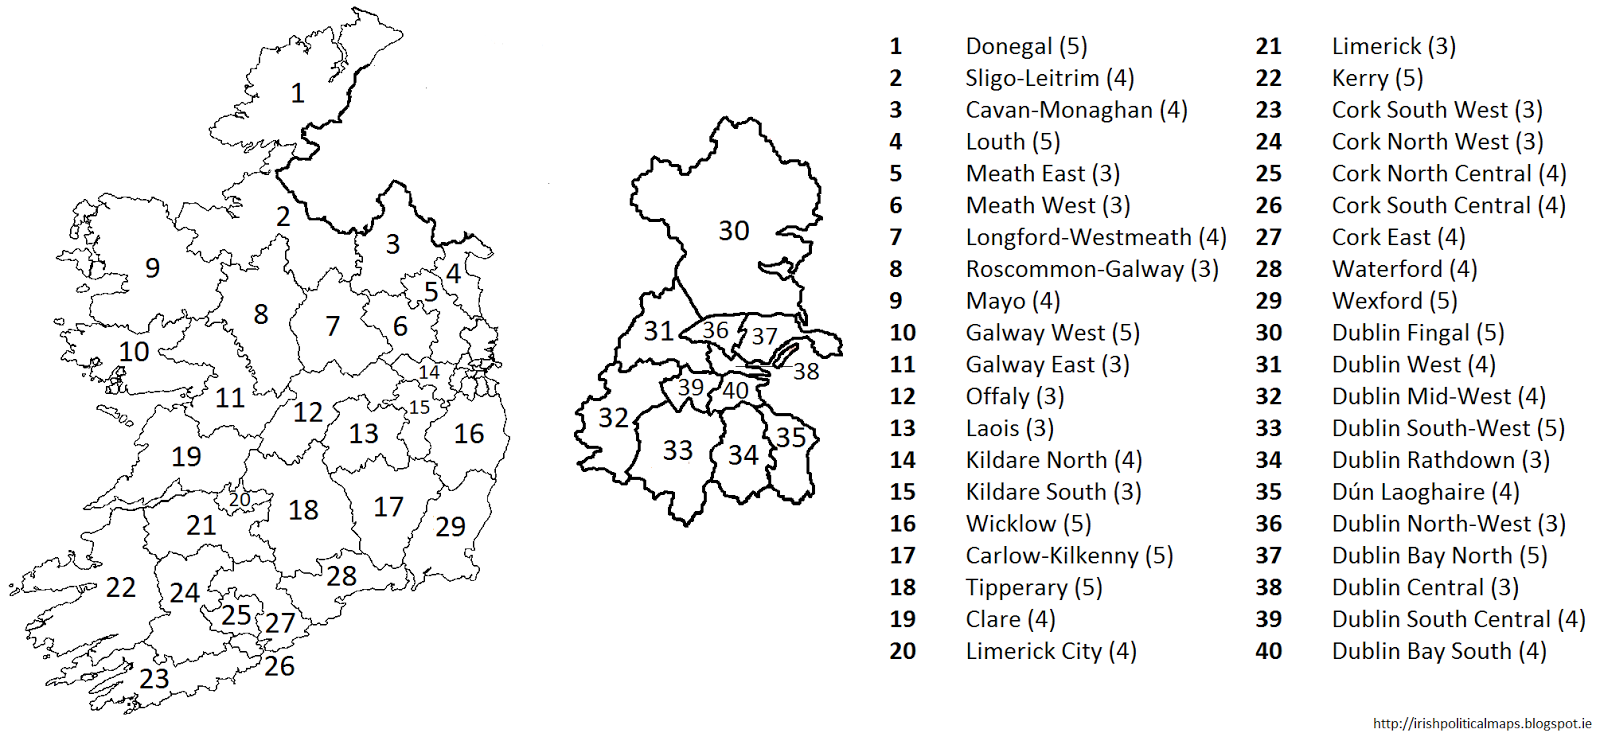 1 Donegal (5)
2 Sligo-Leitrim (4)
3 Cavan-Monaghan (4)
4 Louth (5)
5 Meath East (3)
6 Meath West (3)
7 Longford-Westmeath (4)
8 Roscommon-Galway (3)
9 Mayo (4)
10 Galway West (5)
11 Galway East (3)
12 Offaly (3)
13 Laois (3)
14 Kildare North (4)
15 Kildare South (3)
16 Wicklow (5)
17 Carlow-Kilkenny (5)
18 Tipperary (5)
19 Clare (4)
20 Limerick City (4)
21 Limerick (3)
22 Kerry (5)
23 Cork South West (3)
24 Cork North West (3)
25 Cork North Central (4)
26 Cork South Central (4)
27 Cork East (4)
28 Waterford (4)
29 Wexford (5)
30 Dublin Fingal (5)
31 Dublin West (4)
32 Dublin Mid-West (4)
33 Dublin South-West (5)
34 Dublin Rathdown (3)
35 Dún Laoghaire (4)
36 Dublin North-West (3)
37 Dublin Bay North (5)
38 Dublin Central (3)
39 Dublin South Central (4)
40 Dublin Bay South (4)
1
2
3
4
5
6
7
8
9
10
11
12
13
14
15
16
17
18
19
20
21
22
23
24
25
26
27
28
29
30
31
32
33
34
35
36
37
38
39
40
http://irishpoliticalmaps.blogspot.ie